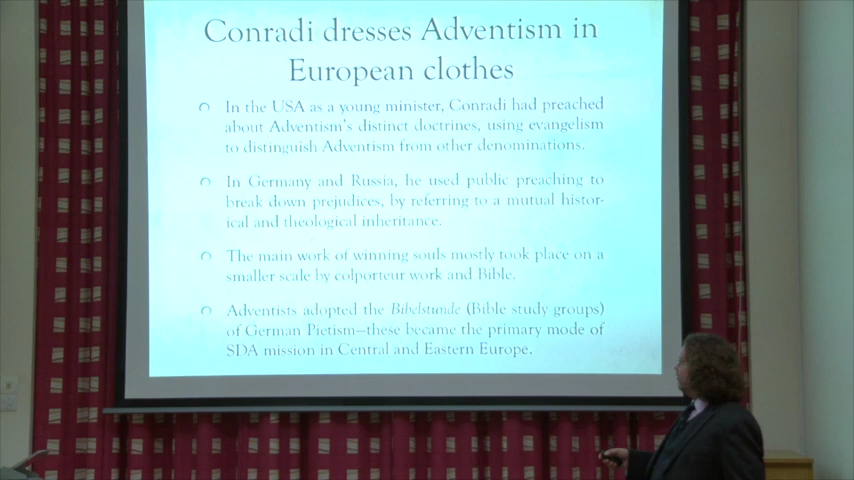 Conradi dresses Adventism in
European clothes
In the USA as a young minister, Conradi had preached
about Adventism's distinct doctrines, using evangelism
to distinguish Adventism from other denominations.
In Germany and Russia, he used public preaching to
break down prejudices, by referring to a mutual histor-
ical and theological inheritance.
The main work of winning souls mostly took place on a
smaller scale by colporteur work and Bible.
Adventists adopted the Bibelstunde (Bible study groups)
of German Pietism—these became the primary mode of
SDA mission in Central and Eastern Europe.